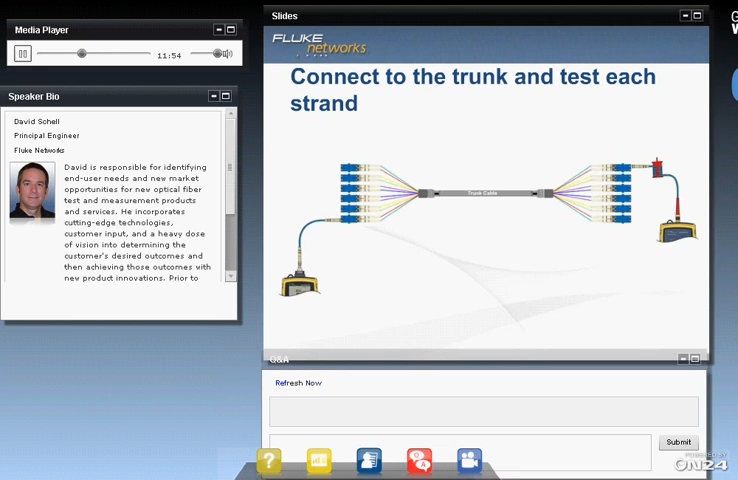 Media Player
11:54
Speaker Bio
David Schell
Principal Engineer
Fluke Networks
David is responsible for identifying
end-user needs and new market
opportunities for new optical fiber
test and measurement products
and services. He incorporates
cutting-edge technologies,
customer input, and a heavy dose
of vision into determining the
customer's desired outcomes and
then achieving those outcomes with
new product innovations. Prior to
Slides
FLUKE
networks
Connect to the trunk and test each
strand
Trunk Cable
Q&A
Refresh Now
Submit
?
Q
A
POWERED BY
ON24